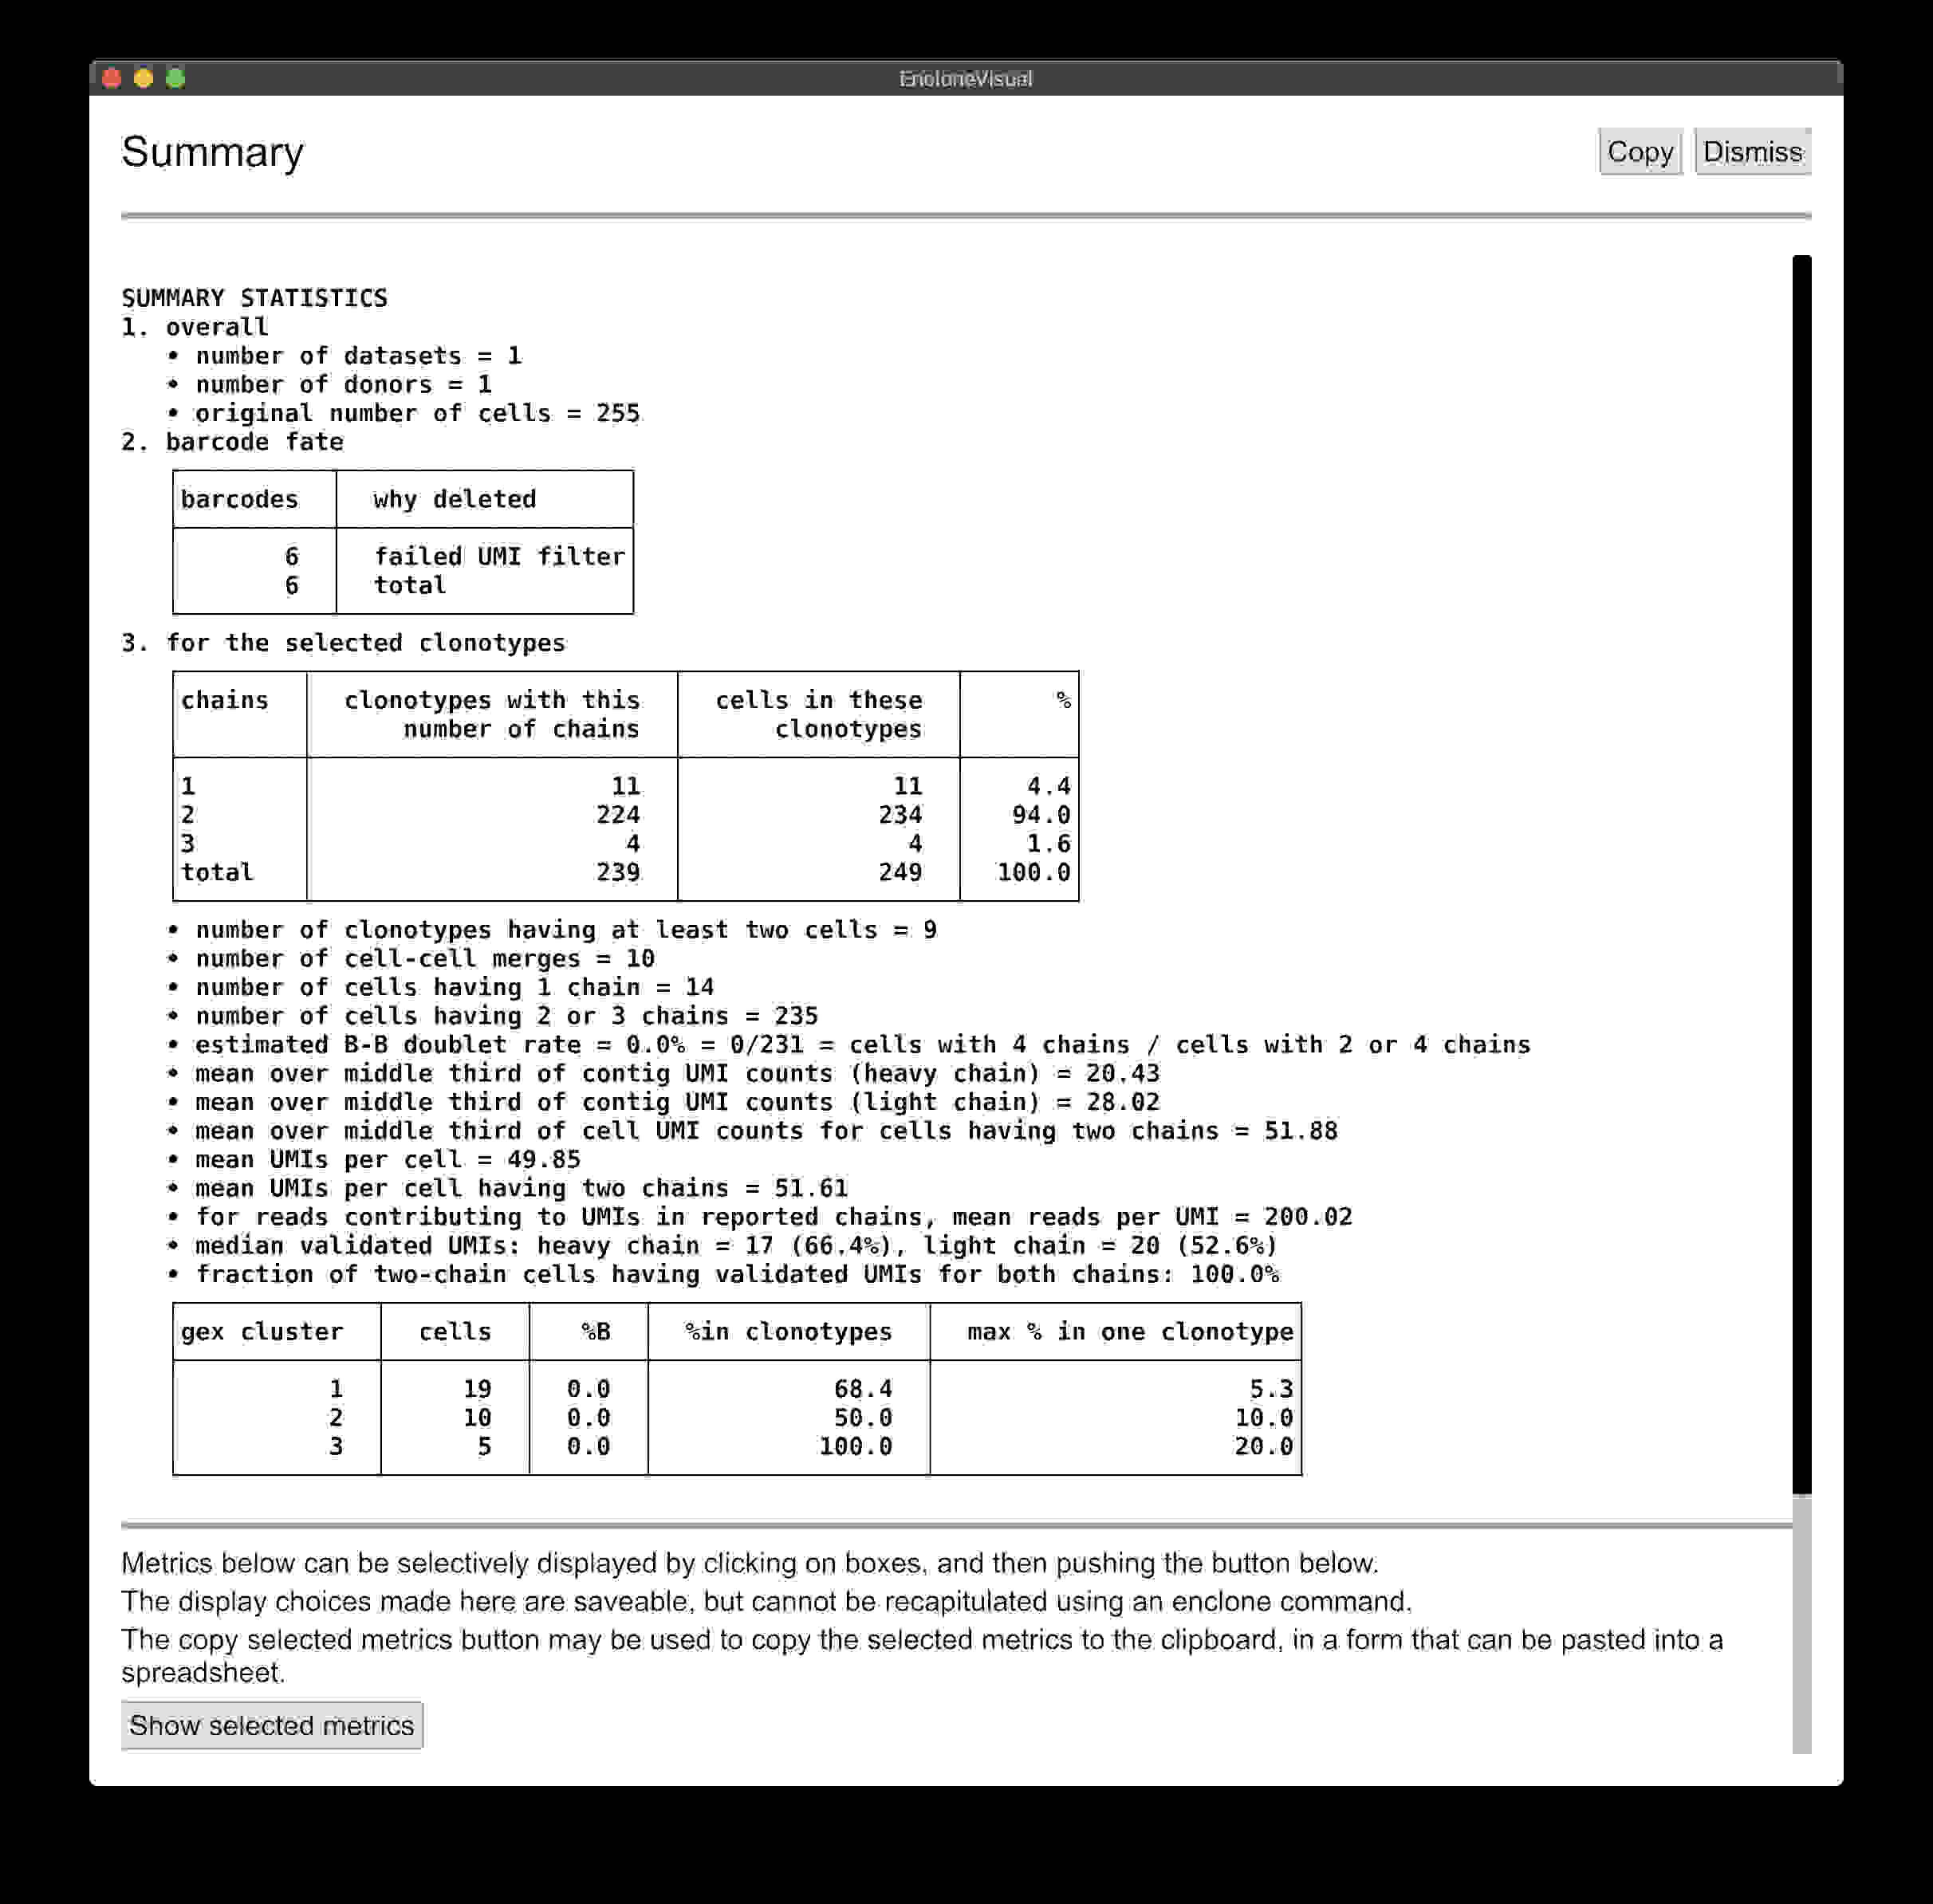 EncloneVisual
Summary
Copy Dismiss
SUMMARY STATISTICS
1. overall
• number of datasets = 1
• number of donors = 1
• original number of cells = 255
2. barcode fate
barcodes why deleted
6 failed UMI filter
6 total
3. for the selected clonotypes
chains clonotypes with this cells in these %
number of chains clonotypes
1 11 11 4.4
2 224 234 94.0
3 4 4 1.6
total 239 249 100.0
• number of clonotypes having at least two cells = 9
• number of cell-cell merges = 10
• number of cells having 1 chain = 14
• number of cells having 2 or 3 chains = 235
• estimated B-B doublet rate = 0.0% = 0/231 = cells with 4 chains / cells with 2 or 4 chains
• mean over middle third of contig UMI counts (heavy chain) = 20.43
• mean over middle third of contig UMI counts (light chain) = 28.02
• mean over middle third of cell UMI counts for cells having two chains = 51.88
• mean UMIs per cell = 49.85
• mean UMIs per cell having two chains = 51.61
• for reads contributing to UMIs in reported chains, mean reads per UMI = 200.02
• median validated UMIs: heavy chain = 17 (66.4%), light chain = 20 (52.6%)
• fraction of two-chain cells having validated UMIs for both chains: 100.0%
gex cluster cells %B %in clonotypes max % in one clonotype
1 19 0.0 68.4 5.3
2 10 0.0 50.0 10.0
3 5 0.0 100.0 20.0
Metrics below can be selectively displayed by clicking on boxes, and then pushing the button below.
The display choices made here are saveable, but cannot be recapitulated using an enclone command.
The copy selected metrics button may be used to copy the selected metrics to the clipboard, in a form that can be pasted into a
spreadsheet.
Show selected metrics